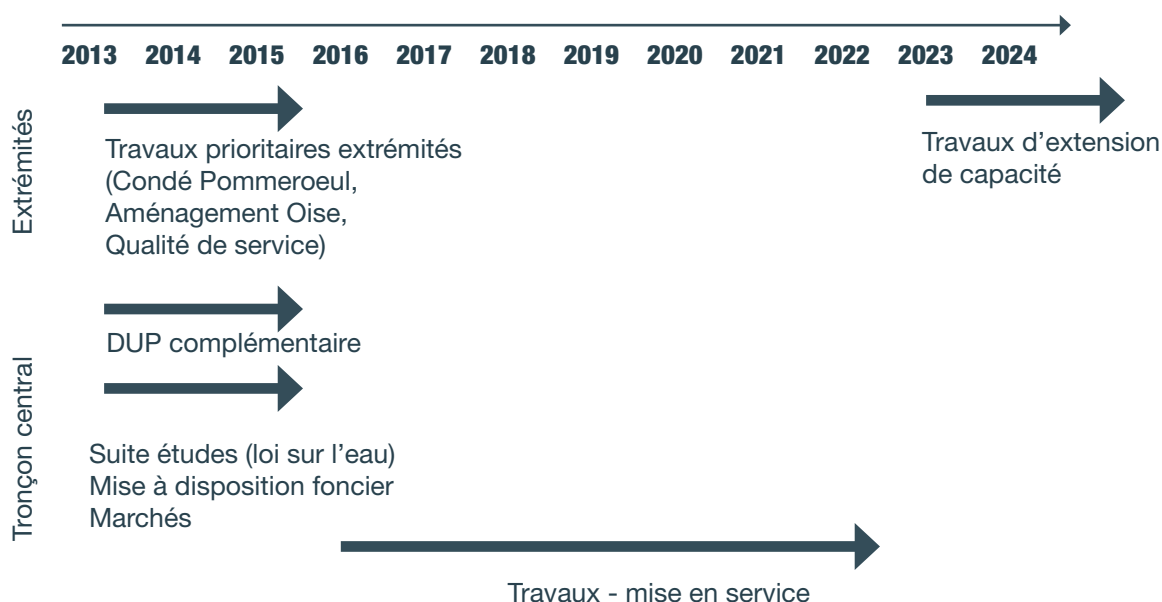 2013 2014 2015 2016 2017 2018 2019 2020 2021 2022 2023 2024
Extrémités
Travaux prioritaires extrémités
(Condé Pommeroeul,
Aménagement Oise,
Qualité de service)
Travaux d'extension
de capacité
Tronçon central
DUP complémentaire
Suite études (loi sur l'eau)
Mise à disposition foncier
Marchés
Travaux - mise en service